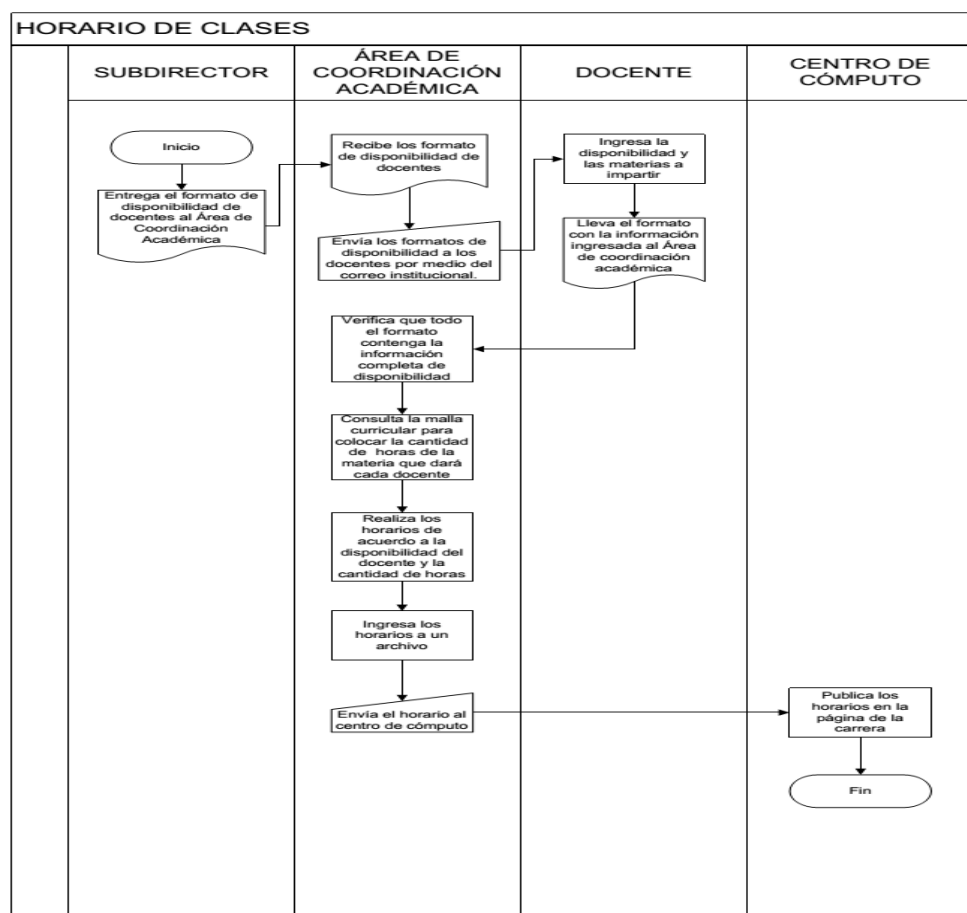 HORARIO DE CLASES
SUBDIRECTOR
ÁREA DE
COORDINACIÓN
ACADÉMICA
DOCENTE
CENTRO DE
CÓMPUTO
Inicio
Entrega el formato de
disponibilidad de
docentes al Área de
Coordinación
Académica
Recibe los formato
de disponibilidad de
docentes
Envía los formatos de
disponibilidad a los
docentes por medio del
correo institucional.
Ingresa la
disponibilidad y
las materias a
impartir
Lleva el formato
con la información
ingresada al Área
de coordinación
académica
Verifica que todo
el formato
contenga la
información
completa de
disponibilidad
Consulta la malla
curricular para
colocar la cantidad
de horas de la
materia que dará
cada docente
Realiza los
horarios de
acuerdo a la
disponibilidad del
docente y la
cantidad de horas
Ingresa los
horarios a un
archivo
Envía el horario al
centro de cómputo
Publica los
horarios en la
página de la
carrera
Fin